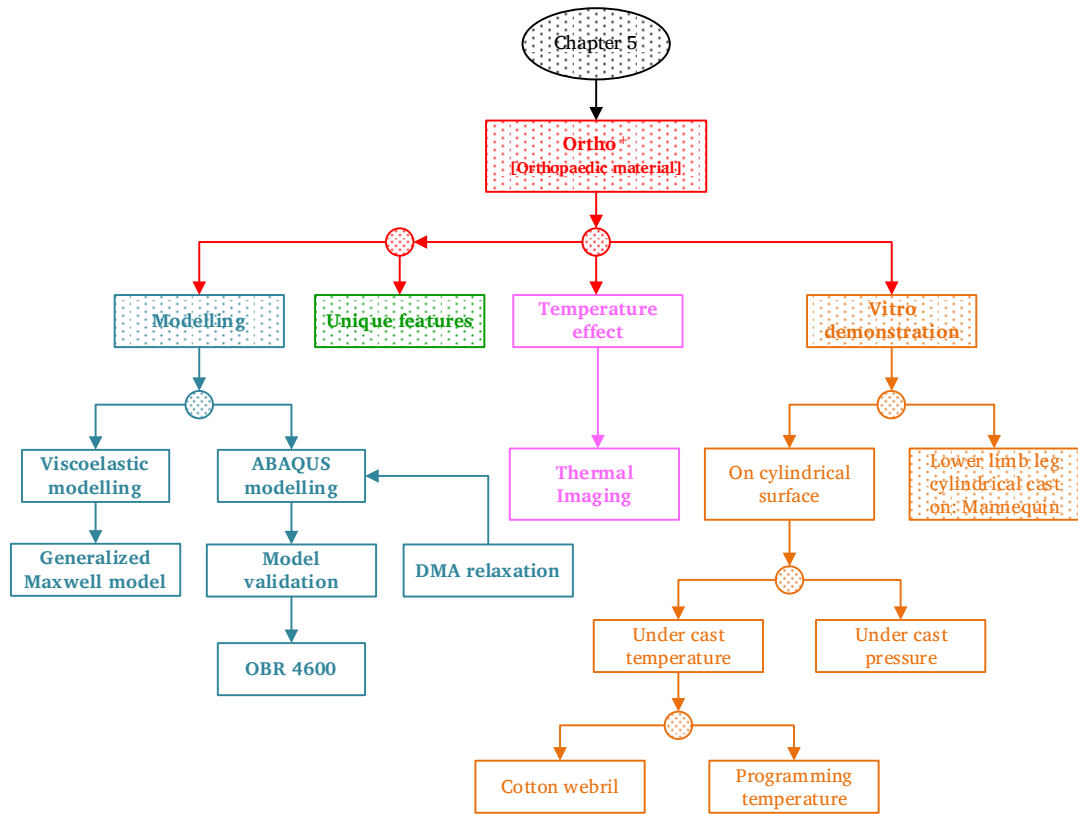 Chapter 5
Ortho⁺
[Orthopaedic material]
Modelling
Unique features
Temperature
effect
Vitro
demonstration
Viscoelastic
modelling
ABAQUS
modelling
Thermal
Imaging
On cylindrical
surface
Lower limb leg
cylindrical cast
on: Mannequin
Generalized
Maxwell model
Model
validation
DMA relaxation
Under cast
temperature
Under cast
pressure
OBR 4600
Cotton webril
Programming
temperature